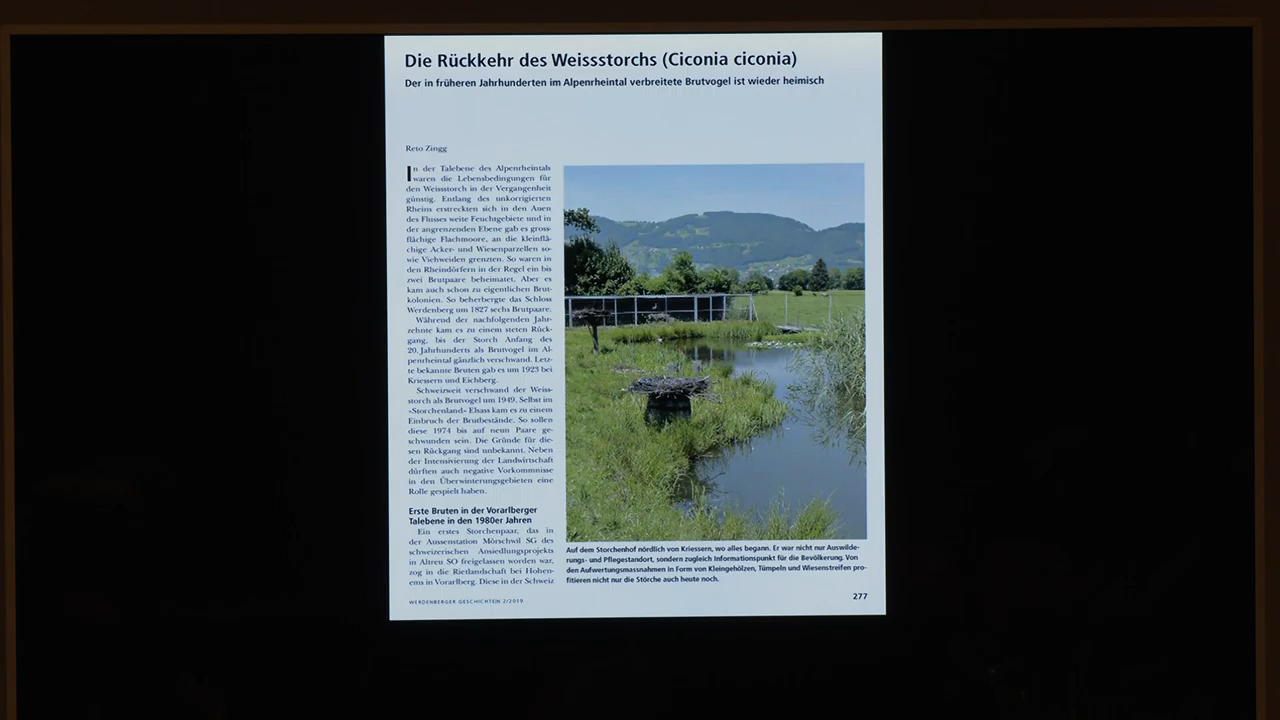 Die Rückkehr des Weissstorchs (Ciconia ciconia)
Der in früheren Jahrhunderten im Alpenrheintal verbreitete Brutvogel ist wieder heimisch
Reto Zingg
In der Talebene des Alpenrheintals
waren die Lebensbedingungen für
den Weissstorch in der Vergangenheit
günstig. Entlang des unkorrigierten
Rheins erstreckten sich in den Auen
des Flusses weite Feuchtgebiete und in
der angrenzenden Ebene gab es gross-
flächige Flachmoore, an die kleinflä-
chige Acker- und Wiesenparzellen so-
wie Viehweiden grenzten. So waren in
den Rheindörfern in der Regel ein bis
zwei Brutpaare beheimatet. Aber es
kam auch schon zu eigentlichen Brut-
kolonien. So beherbergte das Schloss
Werdenberg um 1827 sechs Brutpaare.
Während der nachfolgenden Jahr-
zehnte kam es zu einem steten Rück-
gang, bis der Storch Anfang des
20. Jahrhunderts als Brutvogel im Al-
penrheintal gänzlich verschwand. Letz-
te bekannte Bruten gab es um 1923 bei
Kriessern und Eichberg.
Schweizweit verschwand der Weiss-
storch als Brutvogel um 1949. Selbst im
«Storchenland» Elsass kam es zu einem
Einbruch der Brutbestände. So sollen
diese 1974 bis auf neun Paare ge-
schwunden sein. Die Gründe für die-
sen Rückgang sind unbekannt. Neben
der Intensivierung der Landwirtschaft
dürften auch negative Vorkommnisse
in den Überwinterungsgebieten eine
Rolle gespielt haben.
Erste Bruten in der Vorarlberger
Talebene in den 1980er Jahren
Ein erstes Storchenpaar, das in
der Aussenstation Mörschwil SG des
schweizerischen Ansiedlungsprojekts
in Altreu SO freigelassen worden war,
zog in die Rietlandschaft bei Hohen-
ems in Vorarlberg. Diese in der Schweiz
Auf dem Storchenhof nördlich von Kriessern, wo alles begann. Er war nicht nur Auswilde-
rungs- und Pflegestandort, sondern zugleich Informationspunkt für die Bevölkerung. Von
den Aufwertungsmassnahmen in Form von Kleingehölzen, Tümpeln und Wiesenstreifen pro-
fitieren nicht nur die Störche auch heute noch.
WERDENBERGER GESCHICHTE|N 2/2019
277